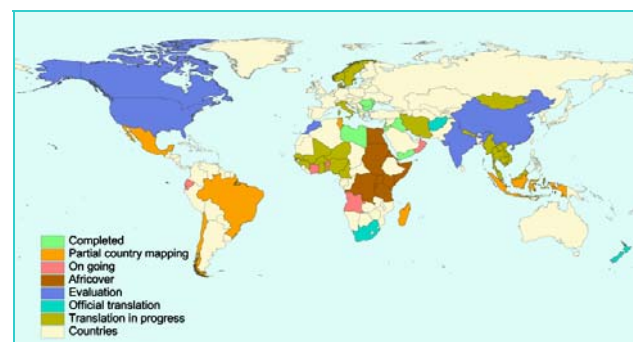 Completed
Partial country mapping
On going
Africover
Evaluation
Official translation
Translation in progress
Countries